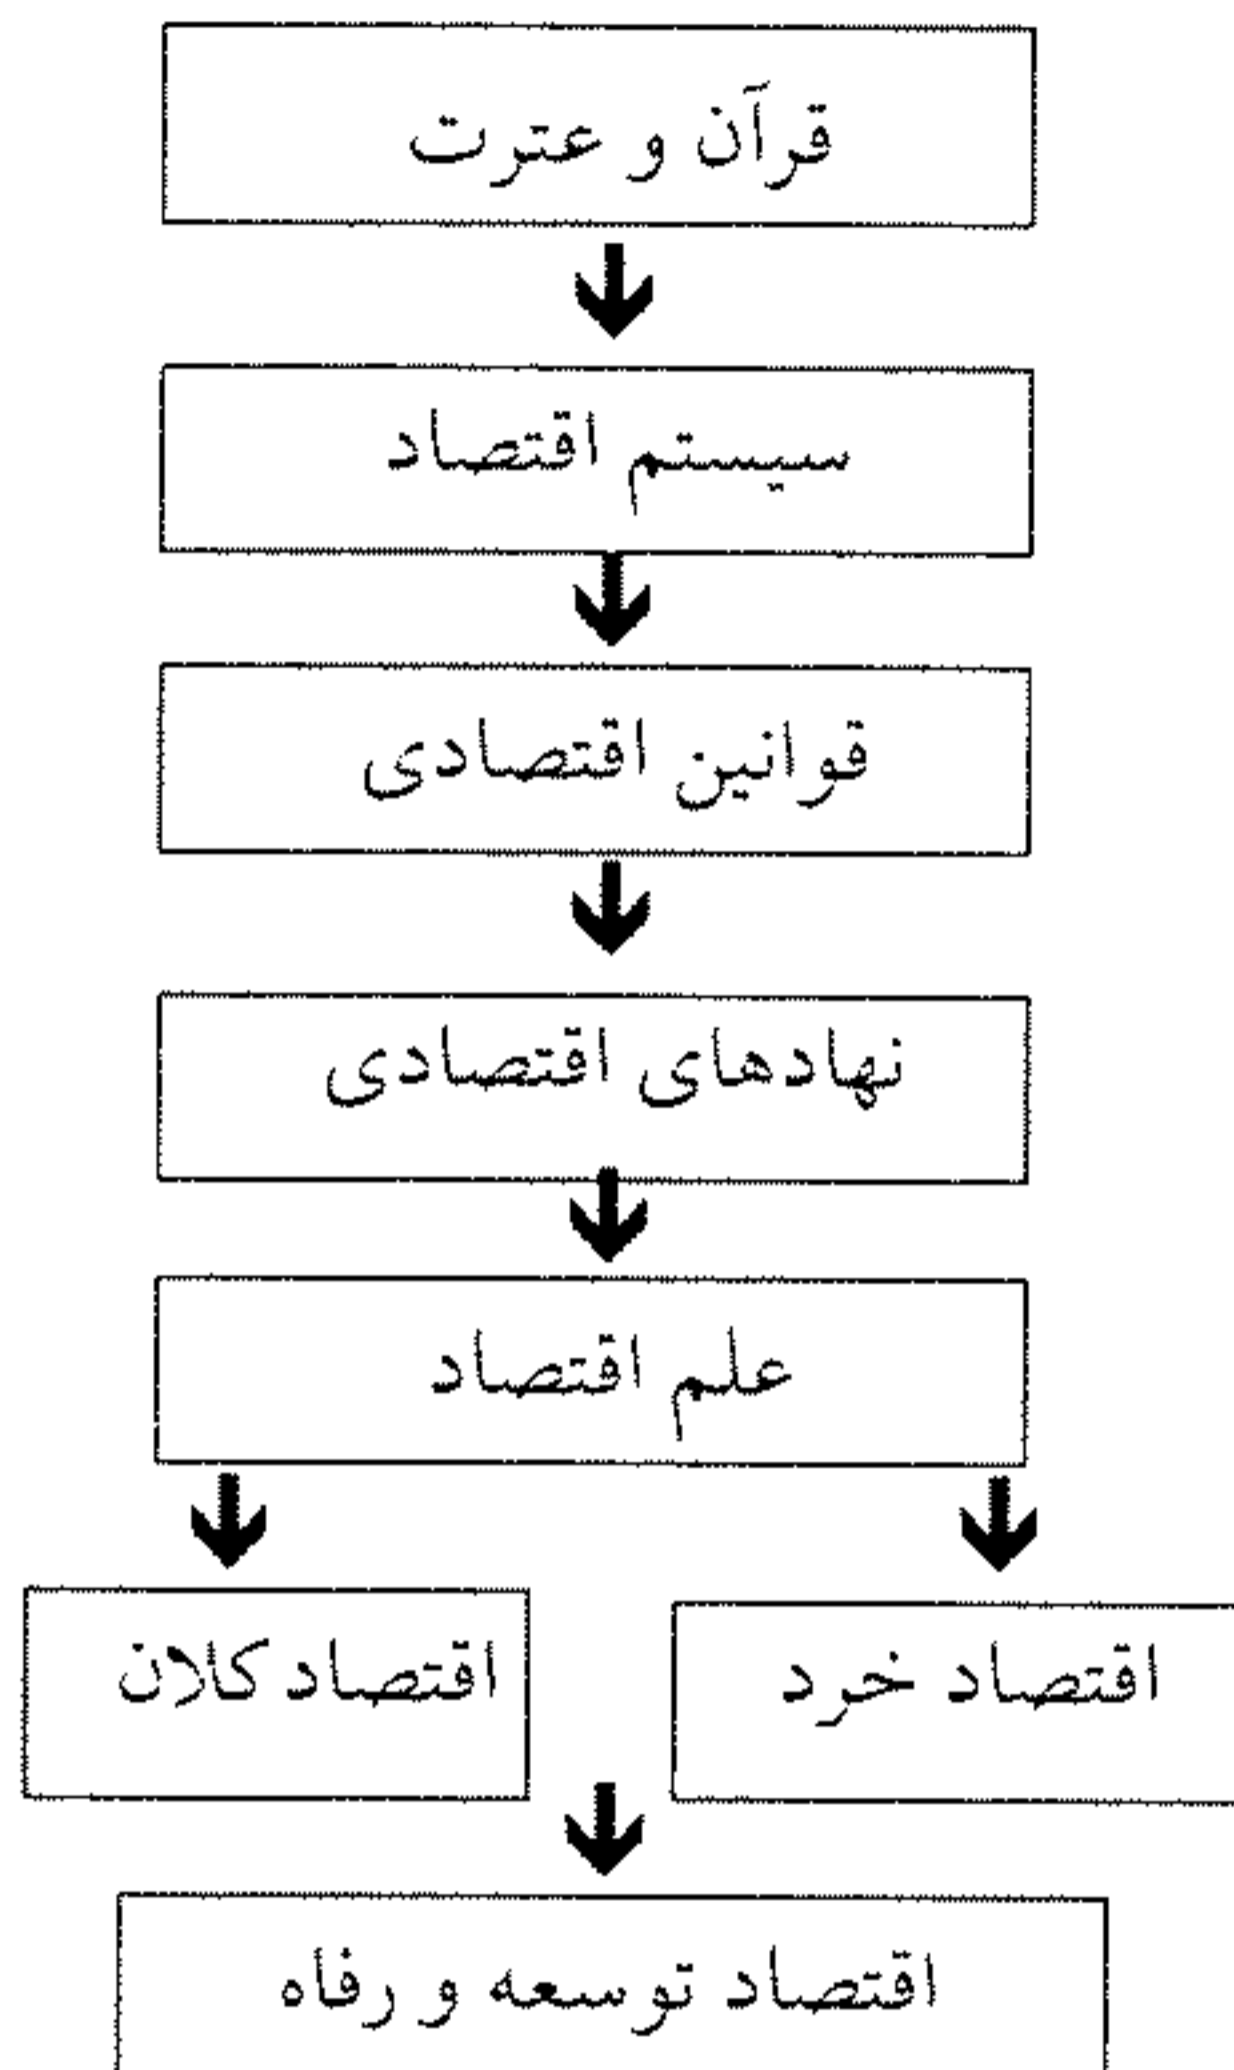 قرآن و عترت
سیستم اقتصاد
قوانین اقتصادی
نهادهای اقتصادی
علم اقتصاد
اقتصاد خرد
اقتصاد کلان
اقتصاد توسعه و رفاه